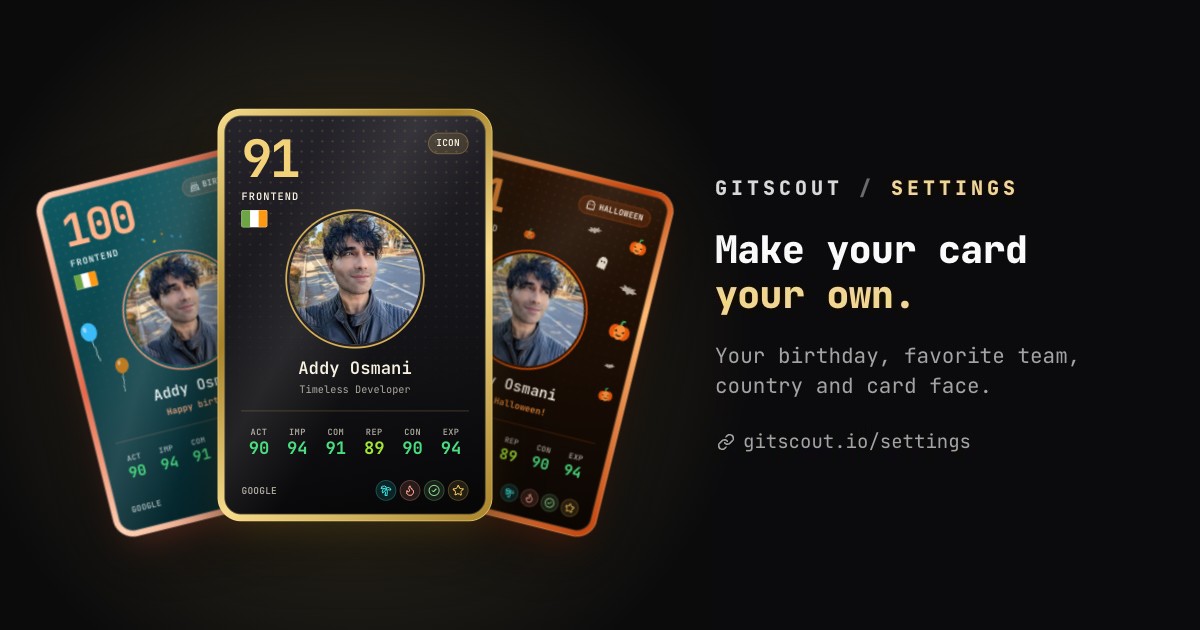 100
FRONTEND
Addy
Happy
ACT IMP COM
90 94 91
GOOGLE
91
ICON
FRONTEND
Addy Osmani
Timeless Developer
ACT IMP COM REP CON EXP
90 94 91 89 90 94
GOOGLE
HALLOWEEN
Osmani
Halloween!
REP CON EXP
89 90 94
GITSCOUT / SETTINGS
Make your card
your own.
Your birthday, favorite team,
country and card face.
gitscout.io/settings